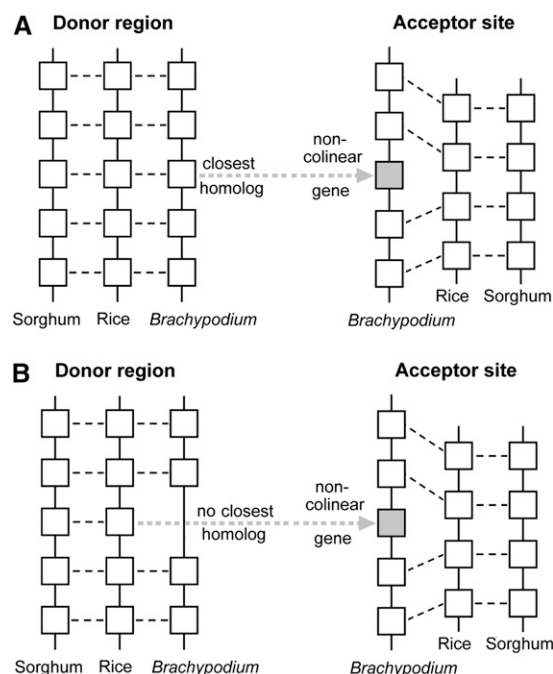 A
Donor region
Acceptor site
closest
homolog
non-
colinear
gene
Sorghum Rice Brachypodium
Rice Sorghum
Brachypodium
B
Donor region
Acceptor site
no closest
homolog
non-
colinear
gene
Sorghum Rice Brachypodium
Rice Sorghum
Brachypodium